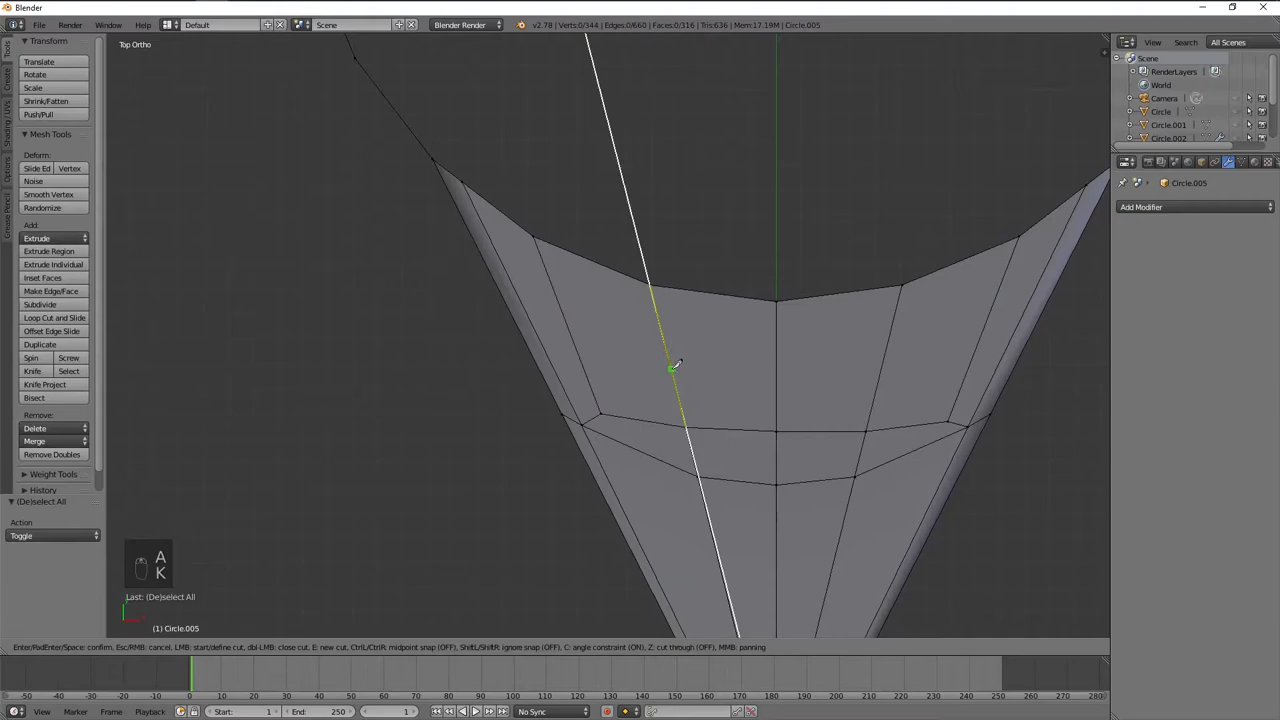 Blender
File Render Window Help Default Scene Blender Render v2.78 | Verts:0/344 | Edges:0/660 | Faces:0/316 | Tris:636 | Mem:17.19M | Circle.005
View Search All Scenes
Tools
Create
Shading / UVs
Options
Grease Pencil
Transform
Translate
Rotate
Scale
Shrink/Fatten
Push/Pull
Mesh Tools
Deform:
Slide Ed Vertex
Noise
Smooth Vertex
Randomize
Add:
Extrude
Extrude Region
Extrude Individual
Inset Faces
Make Edge/Face
Subdivide
Loop Cut and Slide
Offset Edge Slide
Duplicate
Spin Screw
Knife Select
Knife Project
Bisect
Remove:
Delete
Merge
Remove Doubles
Weight Tools
History
(De)select All
Action
Toggle
Top Ortho
A
K
Last: (De)select All
(1) Circle.005
Scene
RenderLayers
World
Camera
Circle
Circle.001
Circle.002
Circle.005
Add Modifier
Enter/PadEnter/Space: confirm, Esc/RMB: cancel, LMB: start/define cut, dbl-LMB: close cut, E: new cut, CtrlL/CtrlR: midpoint snap (OFF), ShiftL/ShiftR: ignore snap (OFF), C: angle constraint (ON), Z: cut through (OFF), MMB: panning
-50 -40 -30 -20 -10 0 10 20 30 40 50 60 70 80 90 100 110 120 130 140 150 160 170 180 190 200 210 220 230 240 250 260 270 280
View Marker Frame Playback Start: 1 End: 250 1 No Sync